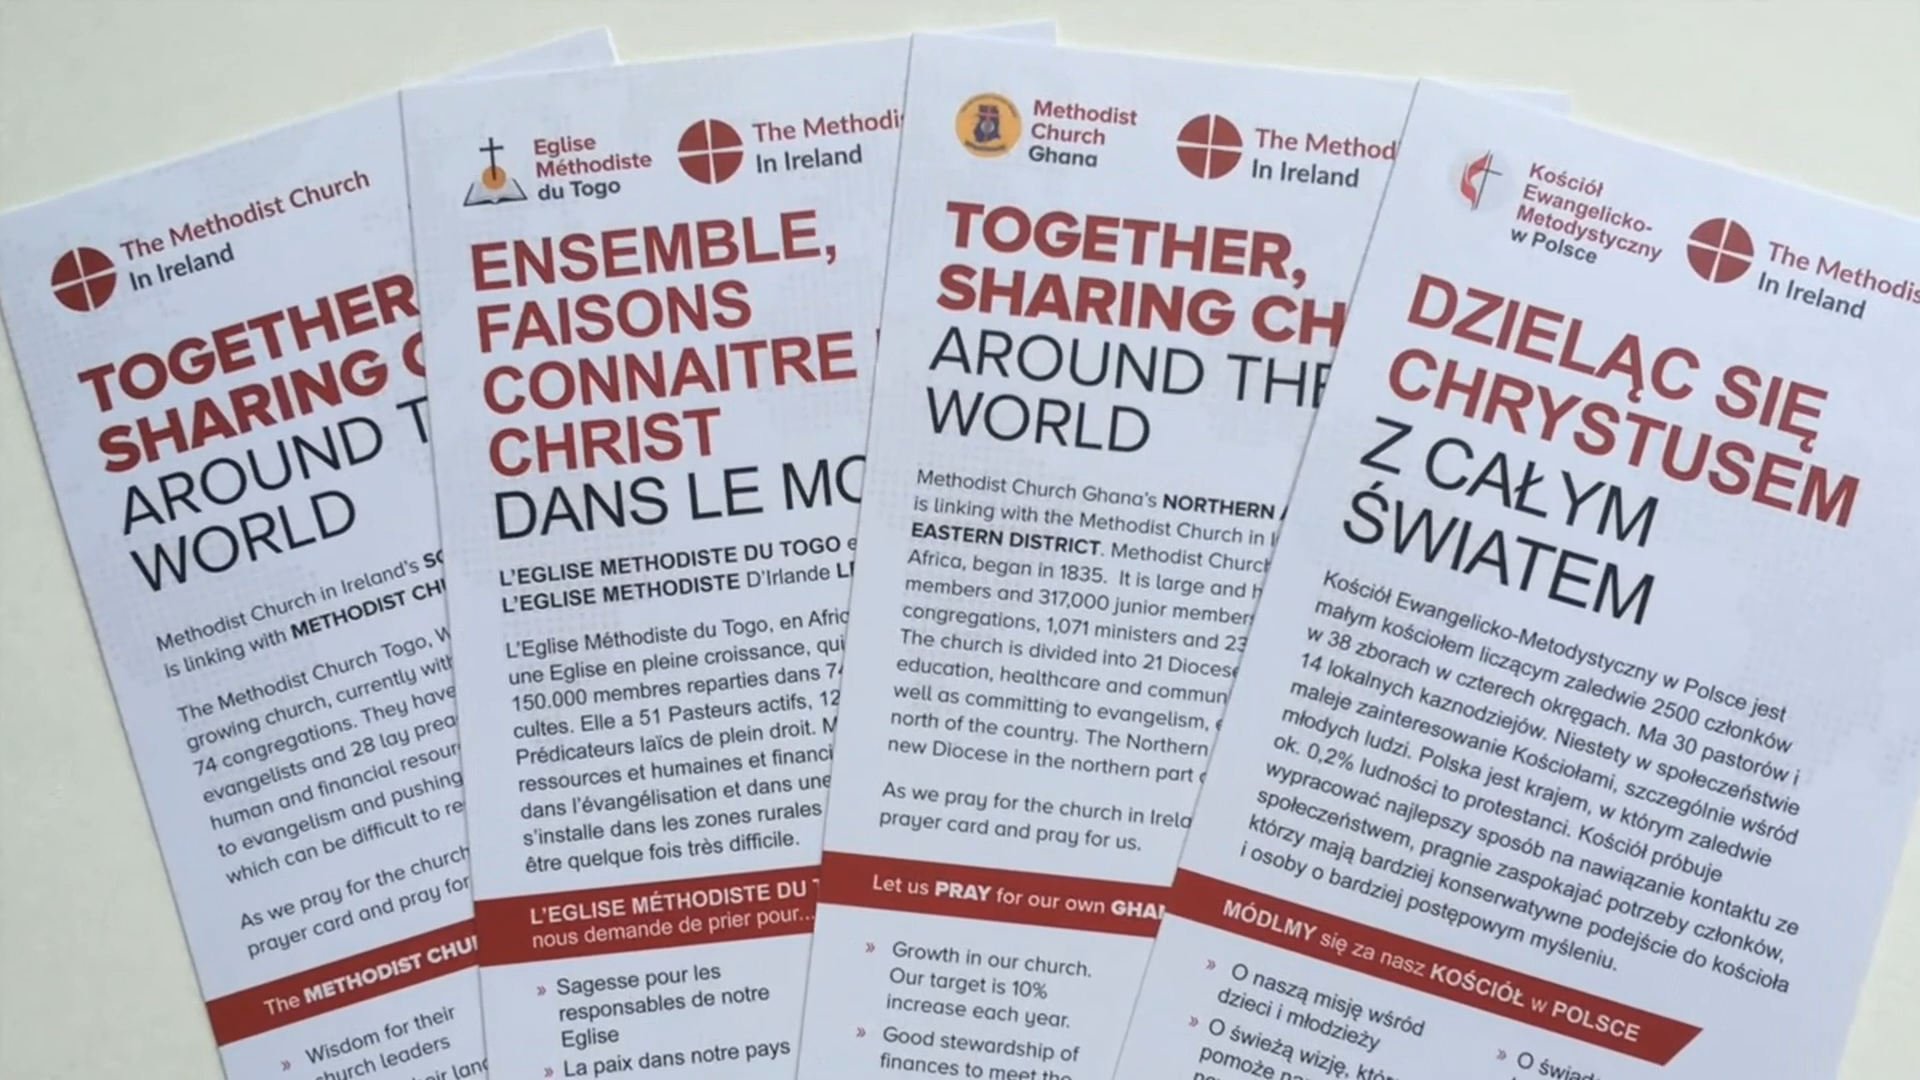 The Methodist Church
In Ireland
TOGETHER
SHARING
AROUND
WORLD
Methodist Church in Ireland's
is linking with METHODIST
The Methodist Church Togo,
growing church, currently with
74 congregations. They have
evangelists and 28 lay
human and financial
to evangelism and pushing
which can be difficult to
As we pray for the church
prayer card and pray for
The METHODIST
» Wisdom for their
church leaders
Eglise
Méthodiste
du Togo
The
In Ireland
ENSEMBLE,
FAISONS
CONNAITRE
CHRIST
DANS LE
L'EGLISE METHODISTE DU TOGO
L'EGLISE METHODISTE D'Irlande
L'Eglise Méthodiste du Togo, en
une Eglise en pleine croissance,
150.000 membres reparties dans
cultes. Elle a 51 Pasteurs actifs,
Prédicateurs laïcs de plein droit.
ressources et humaines et
dans l'évangélisation et dans une
s'installe dans les zones rurales
être quelque fois très difficile.
L'EGLISE MÉTHODISTE DU
nous demande de prier pour...
» Sagesse pour les
responsables de notre
Eglise
» La paix dans notre pays
Methodist
Church
Ghana
The
In Ireland
TOGETHER,
SHARING
AROUND THE
WORLD
Methodist Church Ghana's NORTHERN
is linking with the Methodist Church in
EASTERN DISTRICT. Methodist
Africa, began in 1835. It is large and
members and 317,000 junior
congregations, 1,071 ministers and
The church is divided into 21
education, healthcare and
well as committing to evangelism,
north of the country. The Northern
new Diocese in the northern part
As we pray for the church in
prayer card and pray for us.
Let us PRAY for our own
» Growth in our church.
Our target is 10%
increase each year.
» Good stewardship of
finances to meet the
Kościół
Ewangelicko-
Metodystyczny
w Polsce
The
In Ireland
DZIELĄC SIĘ
CHRYSTUSEM
Z CAŁYM
ŚWIATEM
Kościół Ewangelicko-Metodystyczny w Polsce jest
małym kościołem liczącym zaledwie 2500 członków
w 38 zborach w czterech okręgach. Ma 30 pastorów i
14 lokalnych kaznodziejów. Niestety w społeczeństwie
maleje zainteresowanie Kościołami, szczególnie wśród
młodych ludzi. Polska jest krajem, w którym zaledwie
ok. 0,2% ludności to protestanci. Kościół próbuje
wypracować najlepszy sposób na nawiązanie kontaktu ze
społeczeństwem, pragnie zaspokajać potrzeby członków,
którzy mają bardziej konserwatywne podejście do kościoła
i osoby o bardziej postępowym myśleniu.
MÓDLMY się za nasz KOŚCIÓŁ w POLSCE
» O naszą misję wśród
dzieci i młodzieży
» O świeżą wizję,
pomoże
» O